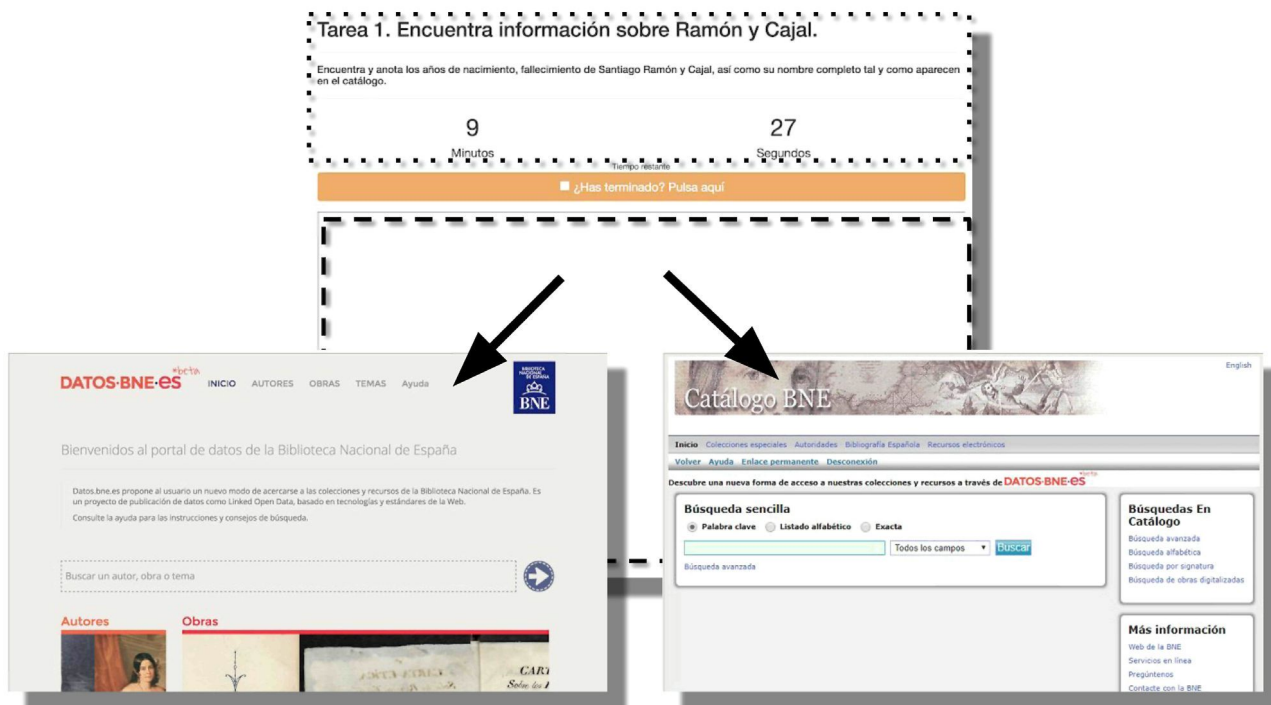 Tarea 1. Encuentra información sobre Ramón y Cajal.
Encuentra y anota los años de nacimiento, fallecimiento de Santiago Ramón y Cajal, así como su nombre completo tal y como aparecen
en el catálogo.
9
27
Minutos
Segundos
Tiempo restante
¿Has terminado? Pulsa aquí
DATOS·BNE·es
*beta
INICIO AUTORES OBRAS TEMAS Ayuda
BIBLIOTECA
NACIONAL
DE ESPAÑA
BNE
Bienvenidos al portal de datos de la Biblioteca Nacional de España
Datos.bne.es propone al usuario un nuevo modo de acercarse a las colecciones y recursos de la Biblioteca Nacional de España. Es
un proyecto de publicación de datos como Linked Open Data, basado en tecnologías y estándares de la Web.
Consulte la ayuda para las instrucciones y consejos de búsqueda.
Buscar un autor, obra o tema
Autores
Obras
CART
Sobre los
Catálogo BNE
English
Inicio Colecciones especiales Autoridades Bibliografía Española Recursos electrónicos
Volver Ayuda Enlace permanente Desconexión
Descubre una nueva forma de acceso a nuestras colecciones y recursos a través de DATOS·BNE·es
*beta
Búsqueda sencilla
Palabra clave Listado alfabético Exacta
Todos los campos Buscar
Búsqueda avanzada
Búsquedas En
Catálogo
Búsqueda avanzada
Búsqueda alfabética
Búsqueda por signatura
Búsqueda de obras digitalizadas
Más información
Web de la BNE
Servicios en línea
Pregúntenos
Contacte con la BNE